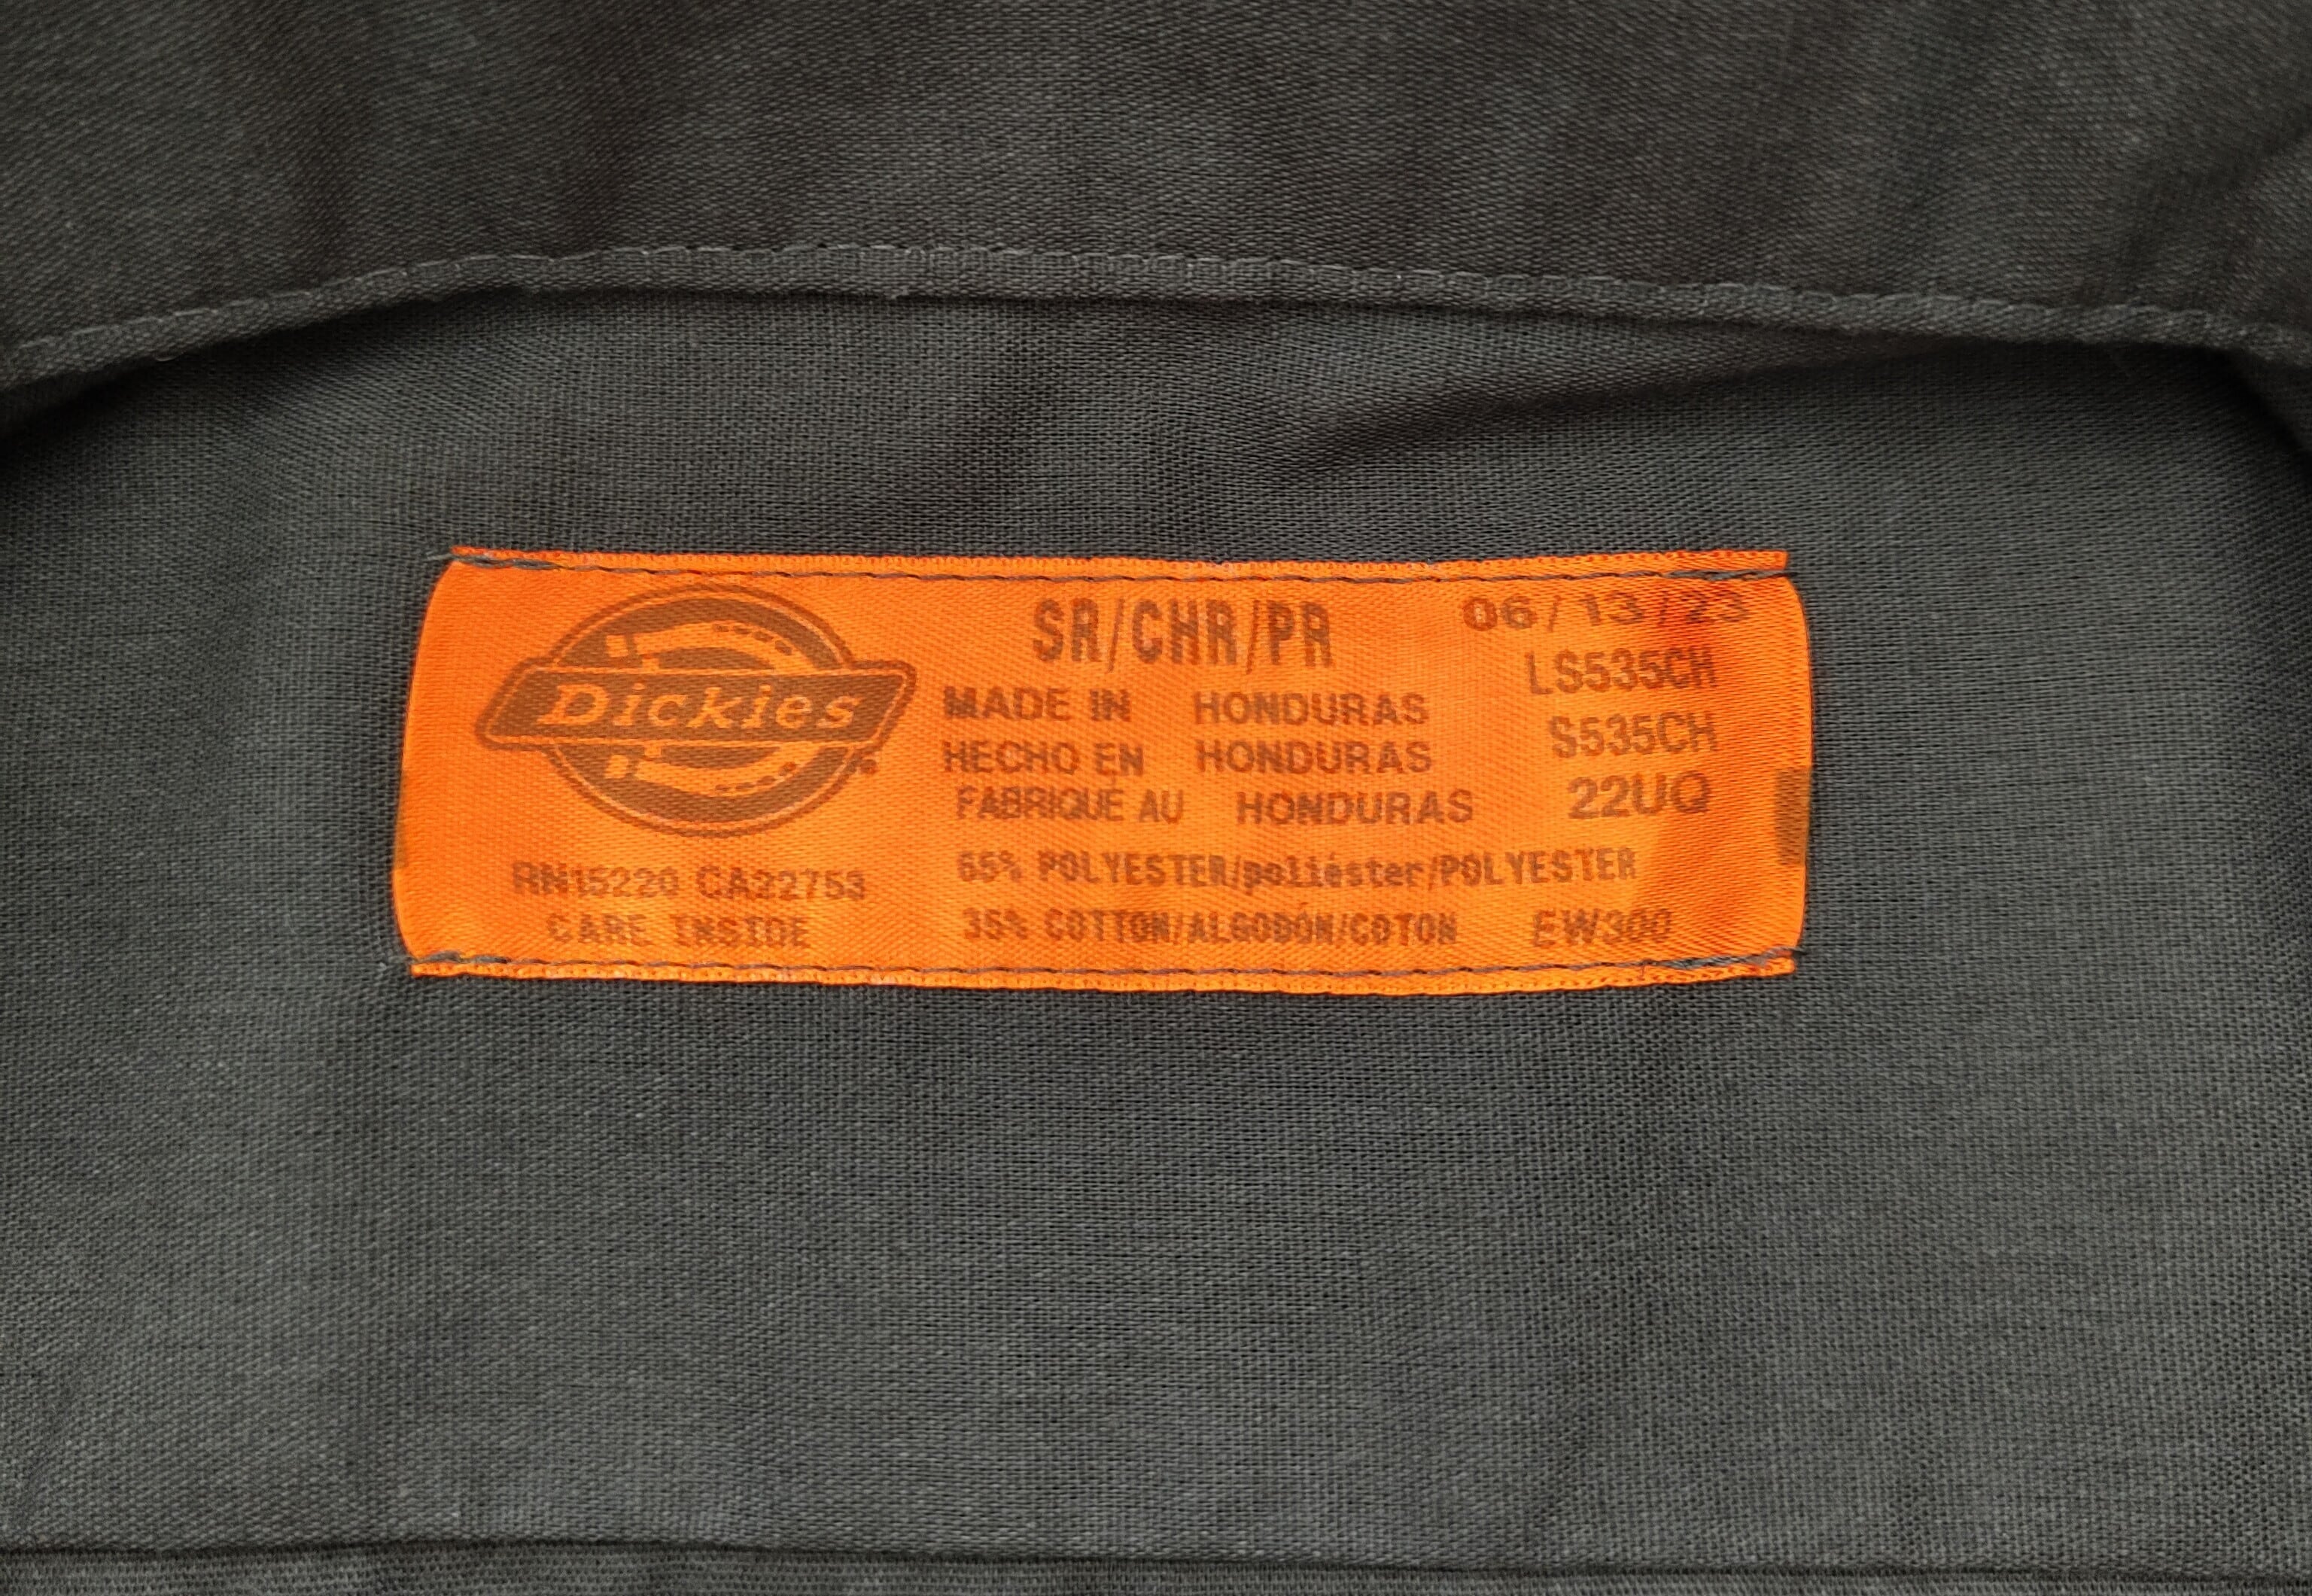 Dickies
RN15220 CA22753
CARE INSIDE
SR/CHR/PR
MADE IN HONDURAS
HECHO EN HONDURAS
FABRIQUÉ AU HONDURAS
65% POLYESTER/poliéster/POLYESTER
35% COTTON/ALGODÓN/COTON EW300
06/13/23
LS535CH
S535CH
22UQ